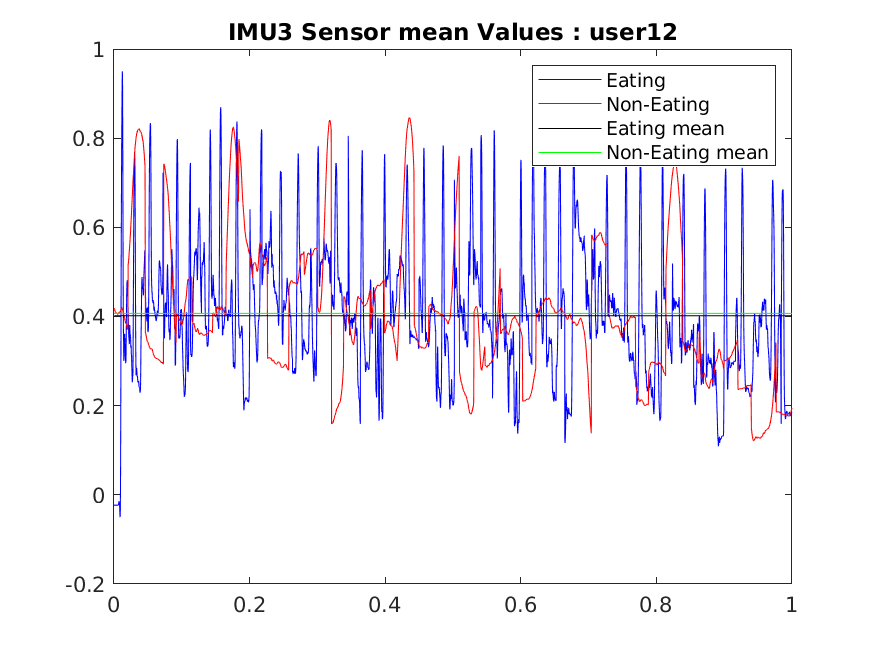 IMU3 Sensor mean Values : user12
1
0.8
0.6
0.4
0.2
0
-0.2
Eating
Non-Eating
Eating mean
Non-Eating mean
0 0.2 0.4 0.6 0.8 1